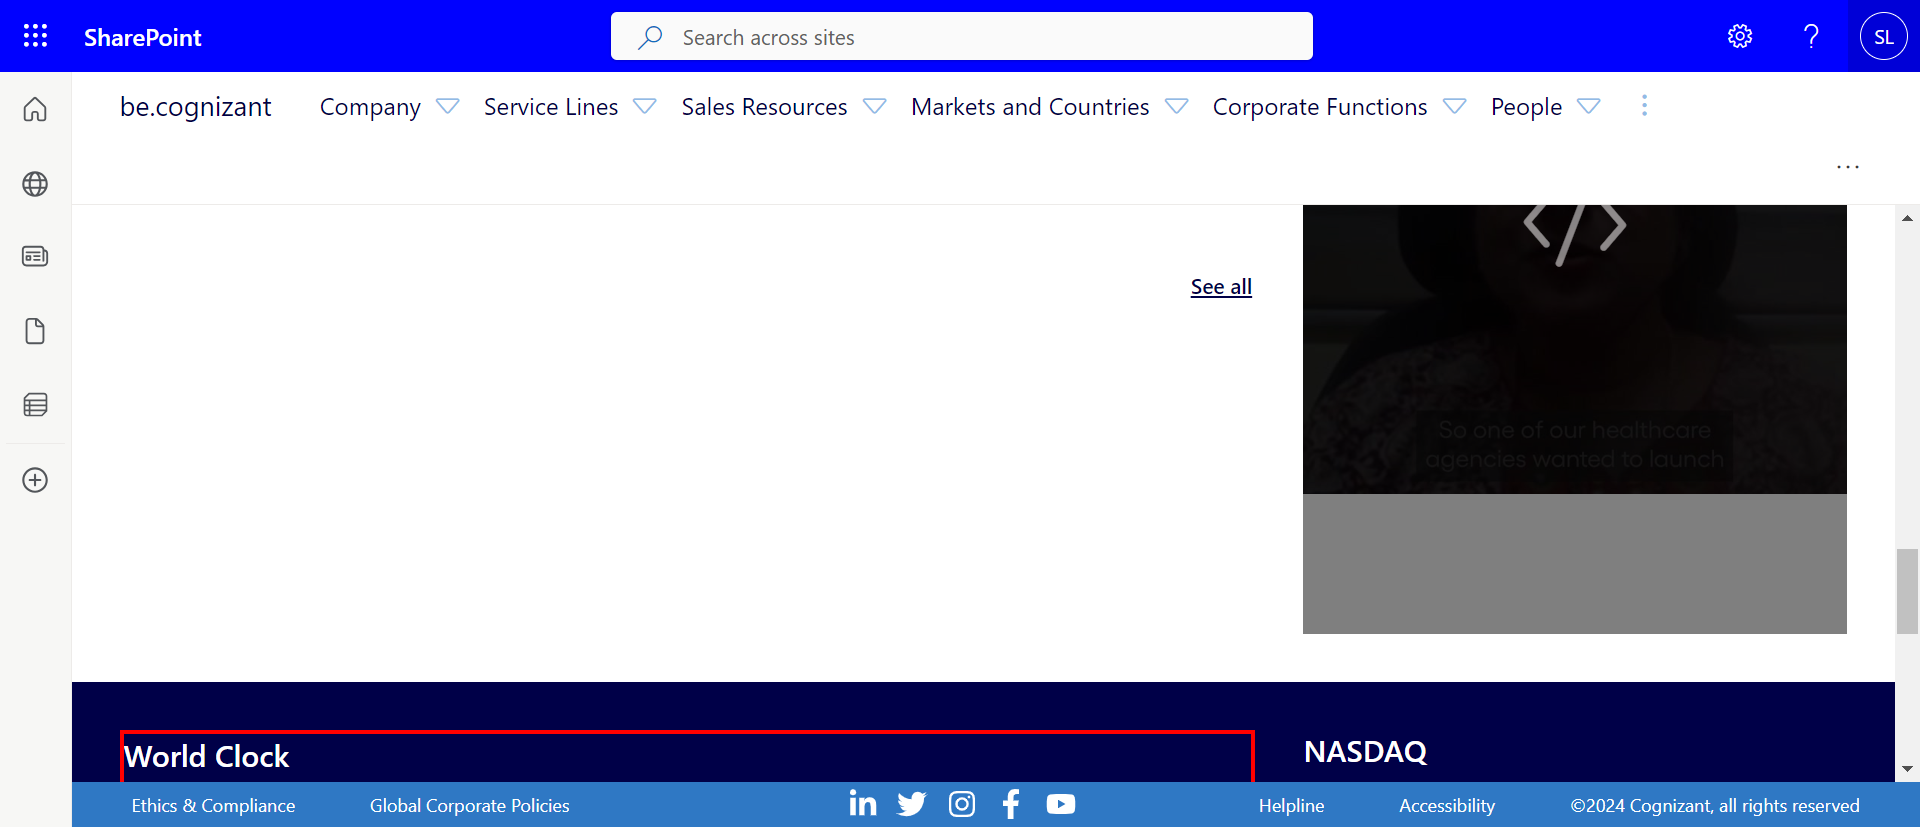 SharePoint
Search across sites
SL
be.cognizant
Company
Service Lines
Sales Resources
Markets and Countries
Corporate Functions
People
See all
So one of our healthcare
agencies wanted to launch
World Clock
NASDAQ
Ethics & Compliance
Global Corporate Policies
Helpline
Accessibility
©2024 Cognizant, all rights reserved